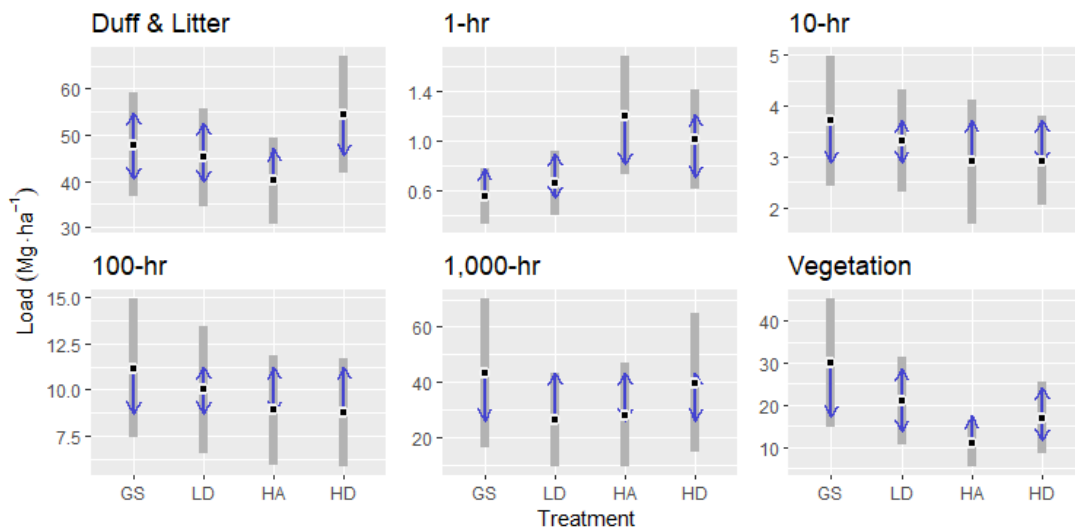 Duff & Litter
1-hr
10-hr
60
50
40
30
1.4
1.0
0.6
5
4
3
2
Load (Mg·ha⁻¹)
100-hr
1,000-hr
Vegetation
15.0
12.5
10.0
7.5
60
40
20
40
30
20
10
GS LD HA HD
GS LD HA HD
GS LD HA HD
Treatment